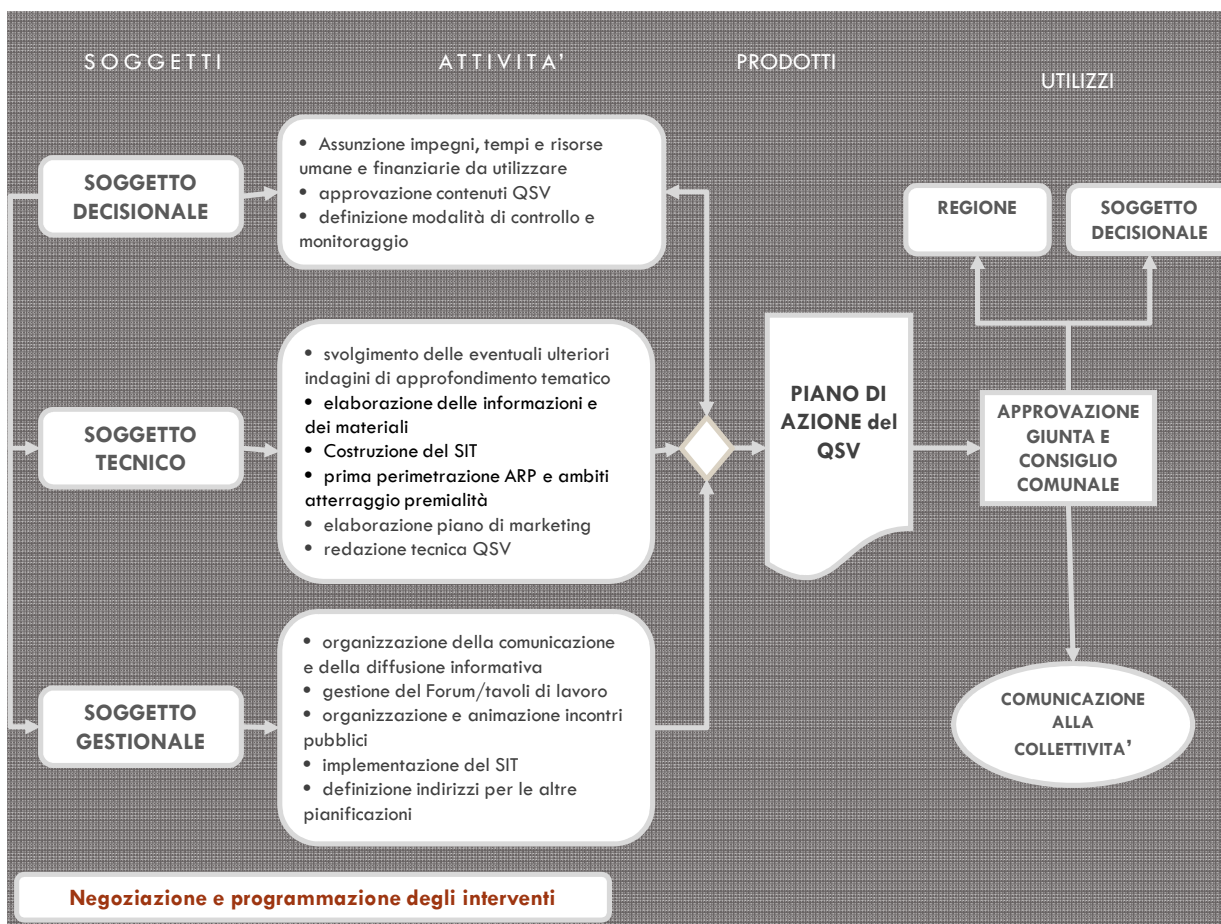 SOGGETTI
ATTIVITA'
PRODOTTI
UTILIZZI
SOGGETTO
DECISIONALE
• Assunzione impegni, tempi e risorse
umane e finanziarie da utilizzare
• approvazione contenuti QSV
• definizione modalità di controllo e
monitoraggio
REGIONE
SOGGETTO
DECISIONALE
SOGGETTO
TECNICO
• svolgimento delle eventuali ulteriori
indagini di approfondimento tematico
• elaborazione delle informazioni e
dei materiali
• Costruzione del SIT
• prima perimetrazione ARP e ambiti
atterraggio premialità
• elaborazione piano di marketing
• redazione tecnica QSV
PIANO DI
AZIONE del
QSV
APPROVAZIONE
GIUNTA E
CONSIGLIO
COMUNALE
SOGGETTO
GESTIONALE
• organizzazione della comunicazione
e della diffusione informativa
• gestione del Forum/tavoli di lavoro
• organizzazione e animazione incontri
pubblici
• implementazione del SIT
• definizione indirizzi per le altre
pianificazioni
COMUNICAZIONE
ALLA
COLLETTIVITA'
Negoziazione e programmazione degli interventi